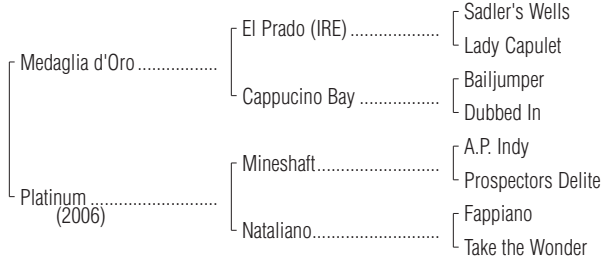 Sadler's Wells
El Prado (IRE) ....................
Lady Capulet
Medaglia d'Oro ................
Bailjumper
Cappucino Bay ..................
Dubbed In
A.P. Indy
Mineshaft...........................
Prospectors Delite
Platinum ............................
(2006)
Fappiano
Nataliano............................
Take the Wonder